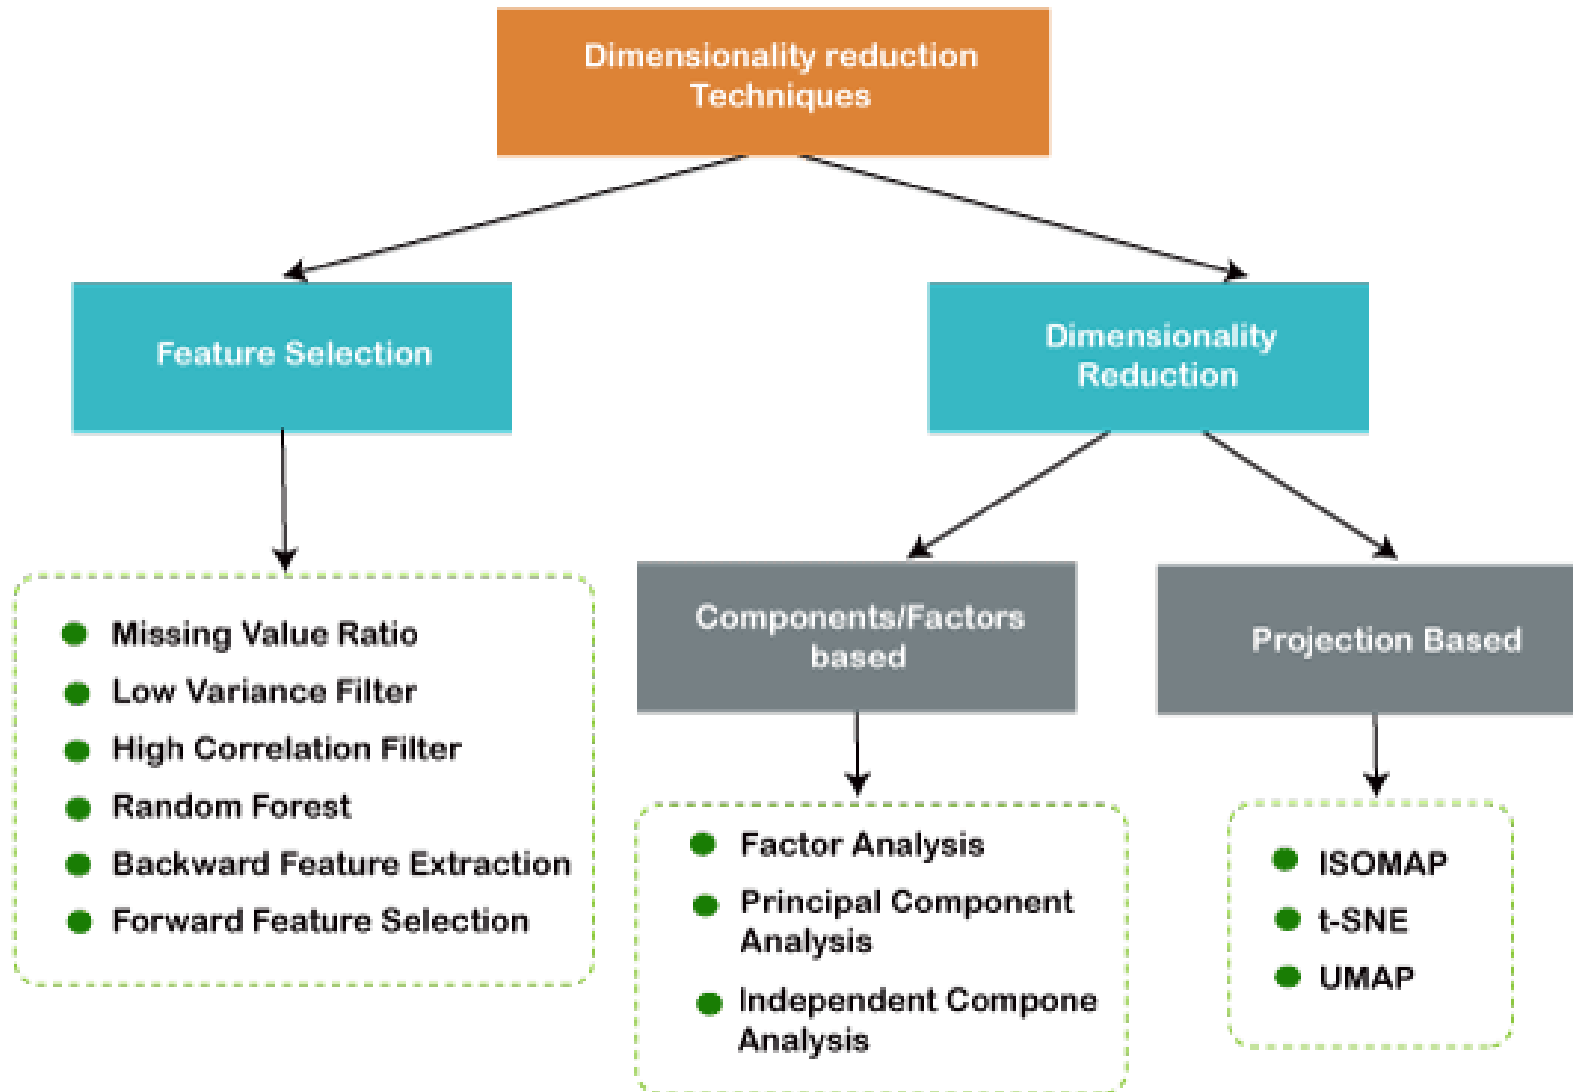 Dimensionality reduction
Techniques
Feature Selection
Dimensionality
Reduction
Missing Value Ratio
Low Variance Filter
High Correlation Filter
Random Forest
Backward Feature Extraction
Forward Feature Selection
Components/Factors
based
Factor Analysis
Principal Component
Analysis
Independent Compone
Analysis
Projection Based
ISOMAP
t-SNE
UMAP